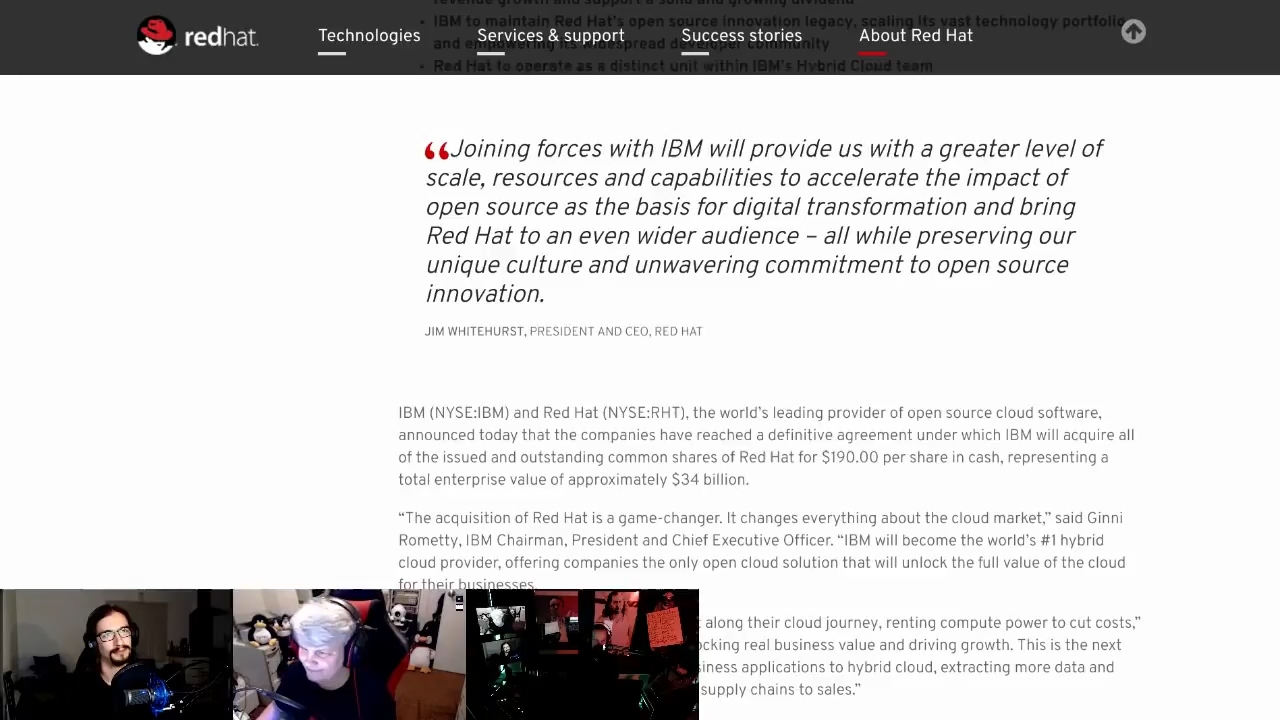 revenue growth and support a solid and growing dividend
• IBM to maintain Red Hat's open source innovation legacy, scaling its vast technology portfolio
and empowering its widespread developer community
• Red Hat to operate as a distinct unit within IBM's Hybrid Cloud team
redhat.
Technologies
Services & support
Success stories
About Red Hat
“Joining forces with IBM will provide us with a greater level of
scale, resources and capabilities to accelerate the impact of
open source as the basis for digital transformation and bring
Red Hat to an even wider audience – all while preserving our
unique culture and unwavering commitment to open source
innovation.
JIM WHITEHURST, PRESIDENT AND CEO, RED HAT
IBM (NYSE:IBM) and Red Hat (NYSE:RHT), the world’s leading provider of open source cloud software,
announced today that the companies have reached a definitive agreement under which IBM will acquire all
of the issued and outstanding common shares of Red Hat for $190.00 per share in cash, representing a
total enterprise value of approximately $34 billion.
“The acquisition of Red Hat is a game-changer. It changes everything about the cloud market,” said Ginni
Rometty, IBM Chairman, President and Chief Executive Officer. “IBM will become the world’s #1 hybrid
cloud provider, offering companies the only open cloud solution that will unlock the full value of the cloud
for their businesses.
along their cloud journey, renting compute power to cut costs,”
ocking real business value and driving growth. This is the next
siness applications to hybrid cloud, extracting more data and
supply chains to sales.”